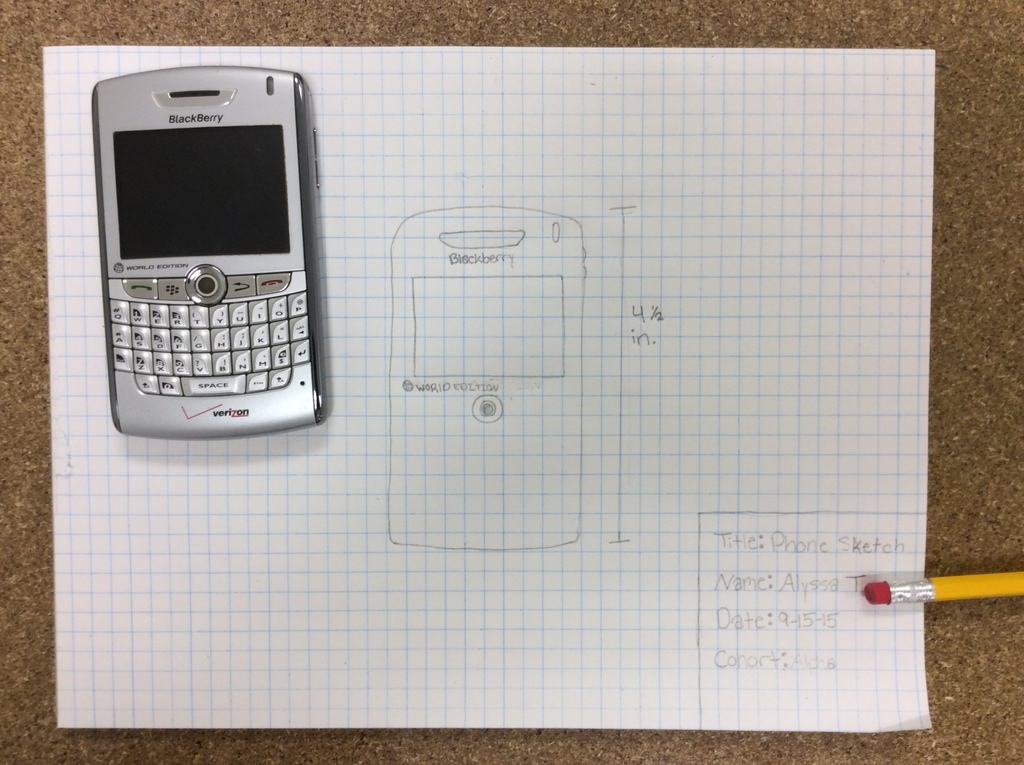 BlackBerry
WORLD EDITION
Q W E R T Y U I O P
A S D F G H J K L
Z X C V B N M $
SPACE
verizon
Blackberry
WORLD EDITION
4 ½
in.
Title: Phone Sketch
Name: Alyssa T
Date: 9-15-15
Cohort: Alpha